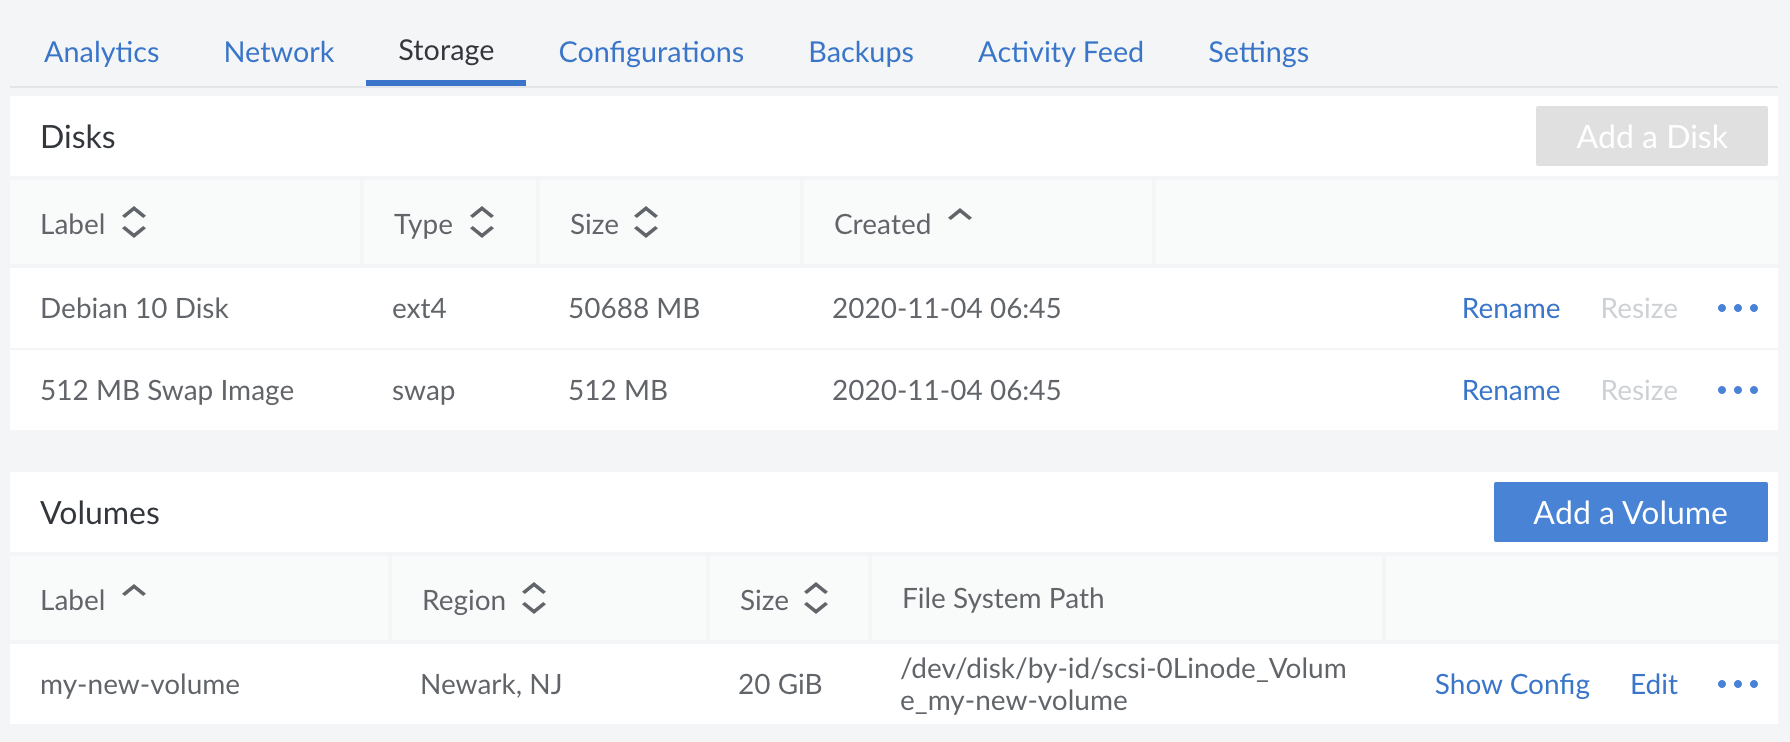 Analytics Network Storage Configurations Backups Activity Feed Settings
Disks Add a Disk
Label Type Size Created
Debian 10 Disk ext4 50688 MB 2020-11-04 06:45 Rename Resize
512 MB Swap Image swap 512 MB 2020-11-04 06:45 Rename Resize
Volumes Add a Volume
Label Region Size File System Path
my-new-volume Newark, NJ 20 GiB /dev/disk/by-id/scsi-0Linode_Volum Show Config Edit
e_my-new-volume